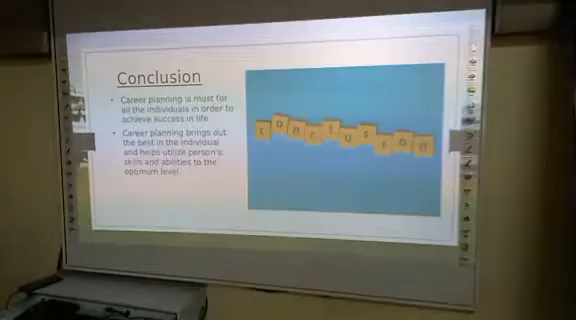 Conclusion
• Career planning is must for
all the individuals in order to
achieve success in life
• Career planning brings out
the best in the individual
and helps utilize person's
skills and abilities to the
optimum level.
CONCLUSION